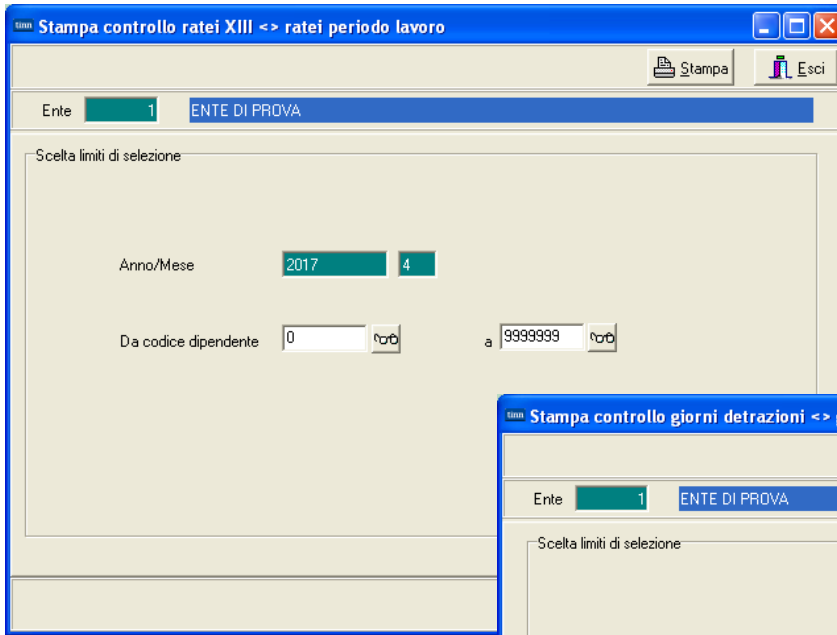 tinn Stampa controllo ratei XIII <> ratei periodo lavoro
Stampa Esci
Ente 1 ENTE DI PROVA
Scelta limiti di selezione
Anno/Mese 2017 4
Da codice dipendente 0 a 9999999
tinn Stampa controllo giorni detrazioni <>
Ente 1 ENTE DI PROVA
Scelta limiti di selezione